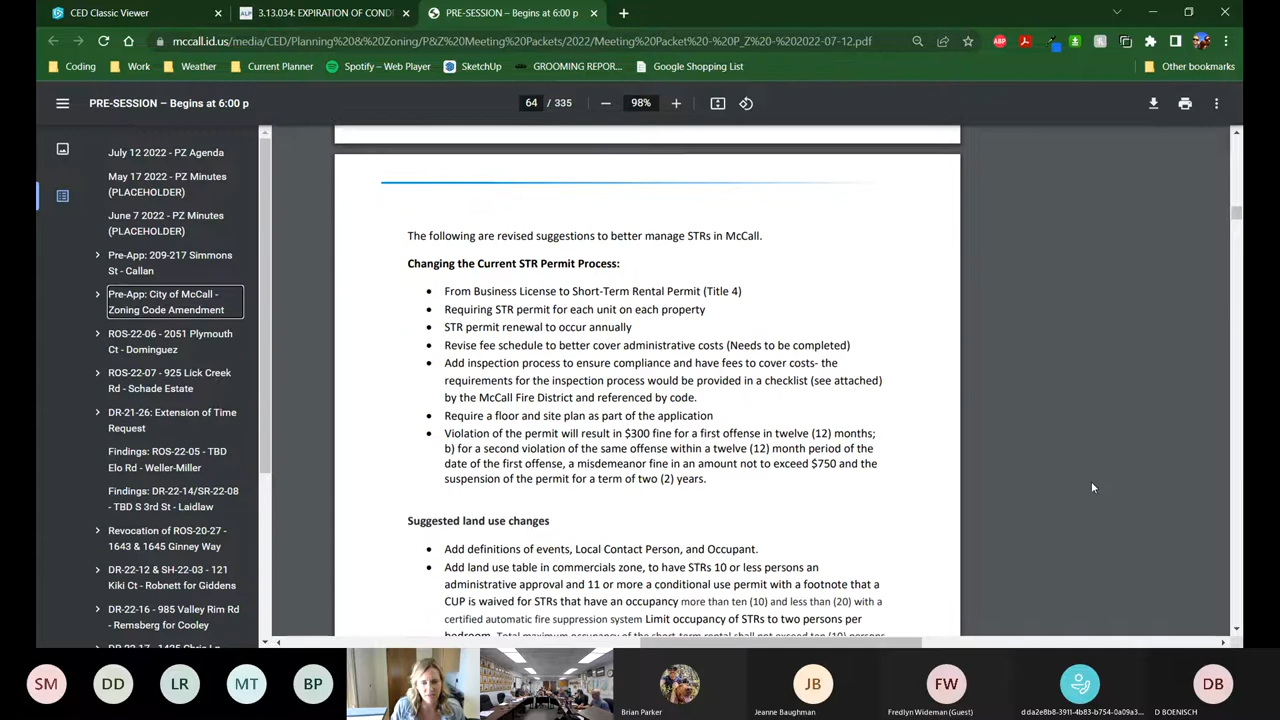 CED Classic Viewer
3.13.034: EXPIRATION OF COND
PRE-SESSION – Begins at 6:00 p
mccall.id.us/media/CED/Planning%20&%20Zoning/P&Z%20Meeting%20Packets/2022/Meeting%20Packet%20-%20P_Z%20-%202022-07-12.pdf
Coding
Work
Weather
Current Planner
Spotify – Web Player
SketchUp
GROOMING REPOR...
Google Shopping List
Other bookmarks
PRE-SESSION – Begins at 6:00 p
64 / 335
98%
July 12 2022 - PZ Agenda
May 17 2022 - PZ Minutes
(PLACEHOLDER)
June 7 2022 - PZ Minutes
(PLACEHOLDER)
Pre-App: 209-217 Simmons
St - Callan
Pre-App: City of McCall -
Zoning Code Amendment
ROS-22-06 - 2051 Plymouth
Ct - Dominguez
ROS-22-07 - 925 Lick Creek
Rd - Schade Estate
DR-21-26: Extension of Time
Request
Findings: ROS-22-05 - TBD
Elo Rd - Weller-Miller
Findings: DR-22-14/SR-22-08
- TBD S 3rd St - Laidlaw
Revocation of ROS-20-27 -
1643 & 1645 Ginney Way
DR-22-12 & SH-22-03 - 121
Kiki Ct - Robnett for Giddens
DR-22-16 - 985 Valley Rim Rd
- Remsberg for Cooley
The following are revised suggestions to better manage STRs in McCall.
Changing the Current STR Permit Process:
• From Business License to Short-Term Rental Permit (Title 4)
• Requiring STR permit for each unit on each property
• STR permit renewal to occur annually
• Revise fee schedule to better cover administrative costs (Needs to be completed)
• Add inspection process to ensure compliance and have fees to cover costs- the
requirements for the inspection process would be provided in a checklist (see attached)
by the McCall Fire District and referenced by code.
• Require a floor and site plan as part of the application
• Violation of the permit will result in $300 fine for a first offense in twelve (12) months;
b) for a second violation of the same offense within a twelve (12) month period of the
date of the first offense, a misdemeanor fine in an amount not to exceed $750 and the
suspension of the permit for a term of two (2) years.
Suggested land use changes
• Add definitions of events, Local Contact Person, and Occupant.
• Add land use table in commercials zone, to have STRs 10 or less persons an
administrative approval and 11 or more a conditional use permit with a footnote that a
CUP is waived for STRs that have an occupancy more than ten (10) and less than (20) with a
certified automatic fire suppression system Limit occupancy of STRs to two persons per
bedroom. Total maximum occupancy of the short-term rental shall not exceed ten (10) persons
SM
DD
LR
MT
BP
Brian Parker
JB
Jeanne Baughman
FW
Fredlyn Wideman (Guest)
dda2e8b8-3911-4b83-b754-0a09a3...
DB
D BOENISCH